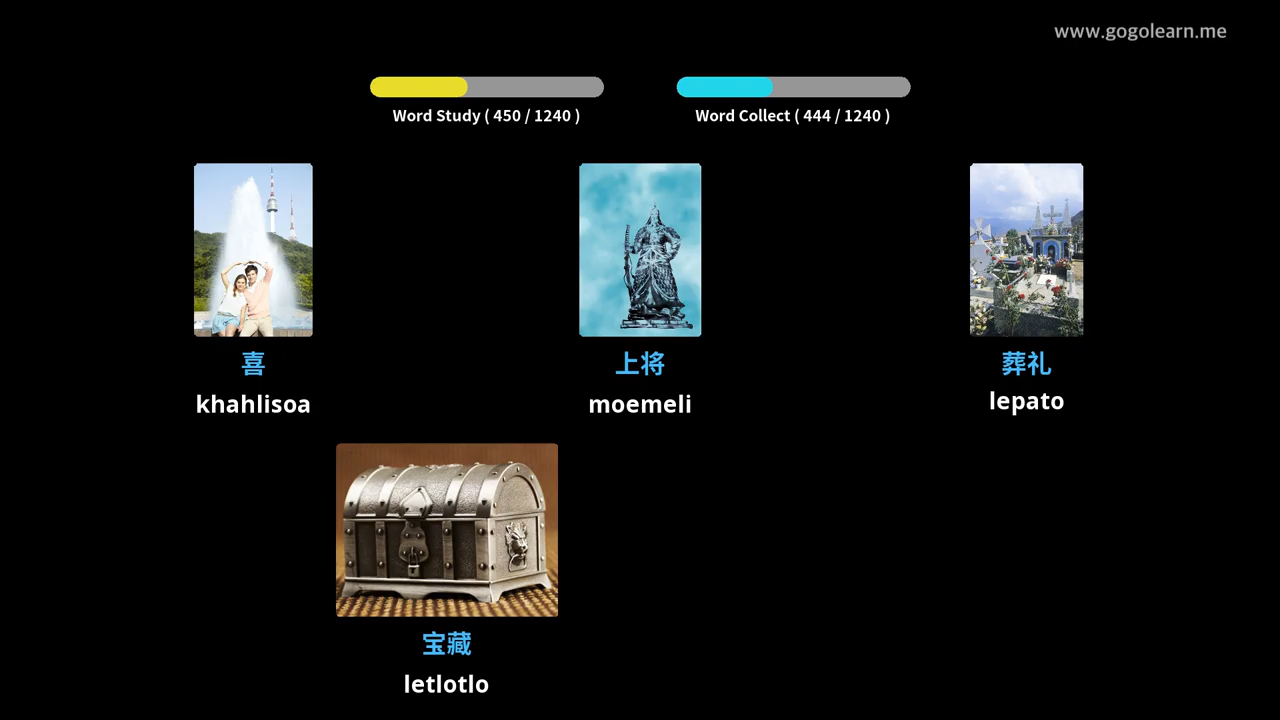 www.gogolearn.me
Word Study ( 450 / 1240 )
Word Collect ( 444 / 1240 )
喜
khahlisoa
上将
moemeli
葬礼
lepato
宝藏
letlotlo